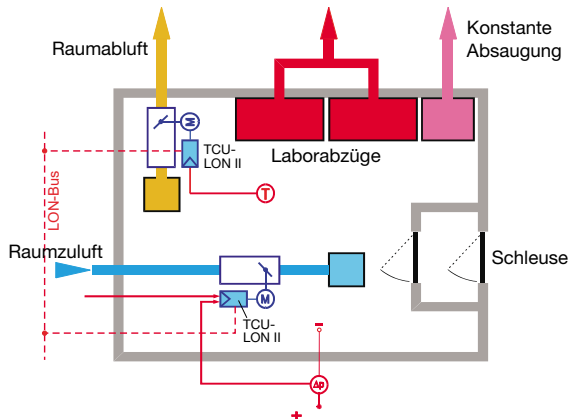 Raumabluft
Konstante
Absaugung
M
TCU-
LON II
Laborabzüge
LON-Bus
T
Raumzuluft
Schleuse
M
TCU-
LON II
–
Δp
+